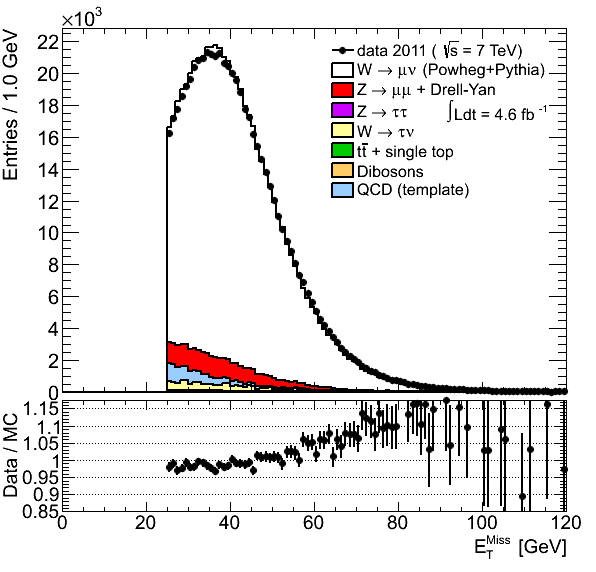 ×10³
Entries / 1.0 GeV
22
20
18
16
14
12
10
8
6
4
2
0
data 2011 ( √s = 7 TeV)
W → μν (Powheg+Pythia)
Z → μμ + Drell-Yan
Z → ττ
∫Ldt = 4.6 fb⁻¹
W → τν
tt̄ + single top
Dibosons
QCD (template)
Data / MC
1.15
1.1
1.05
1
0.95
0.9
0.85
0 20 40 60 80 100 120
E_T^Miss [GeV]